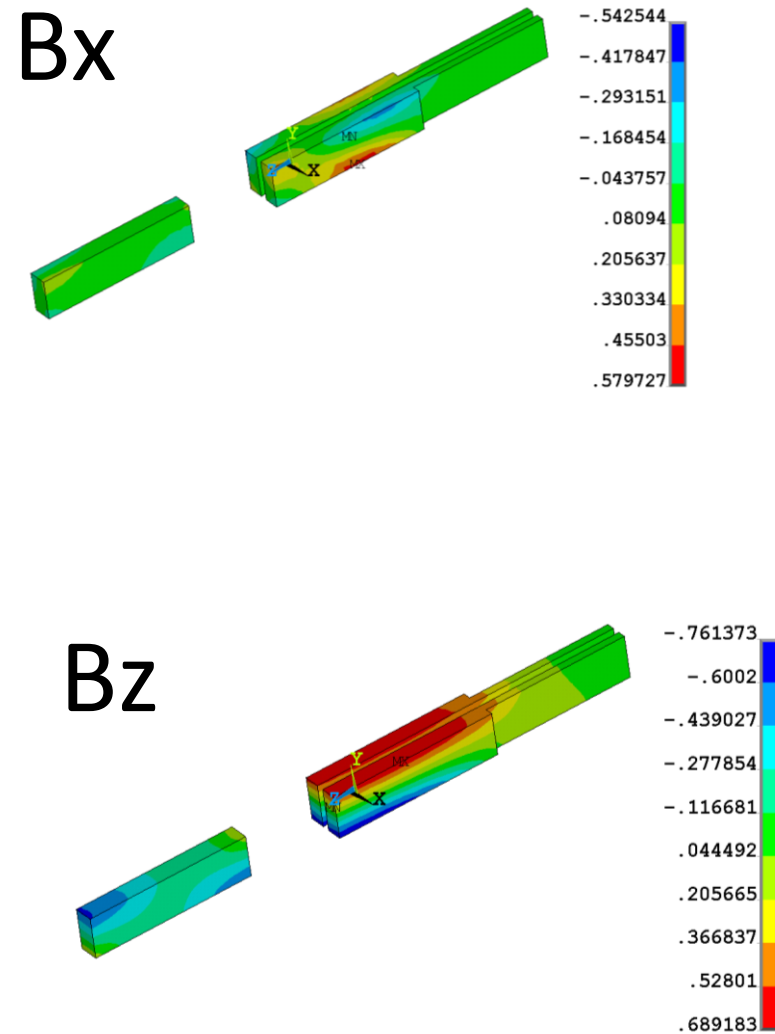 Bx
-.542544
-.417847
-.293151
-.168454
-.043757
.08094
.205637
.330334
.45503
.579727
MN
Y
MX
Z
X
Bz
-.761373
-.6002
-.439027
-.277854
-.116681
.044492
.205665
.366837
.52801
.689183
MX
Y
Z
X